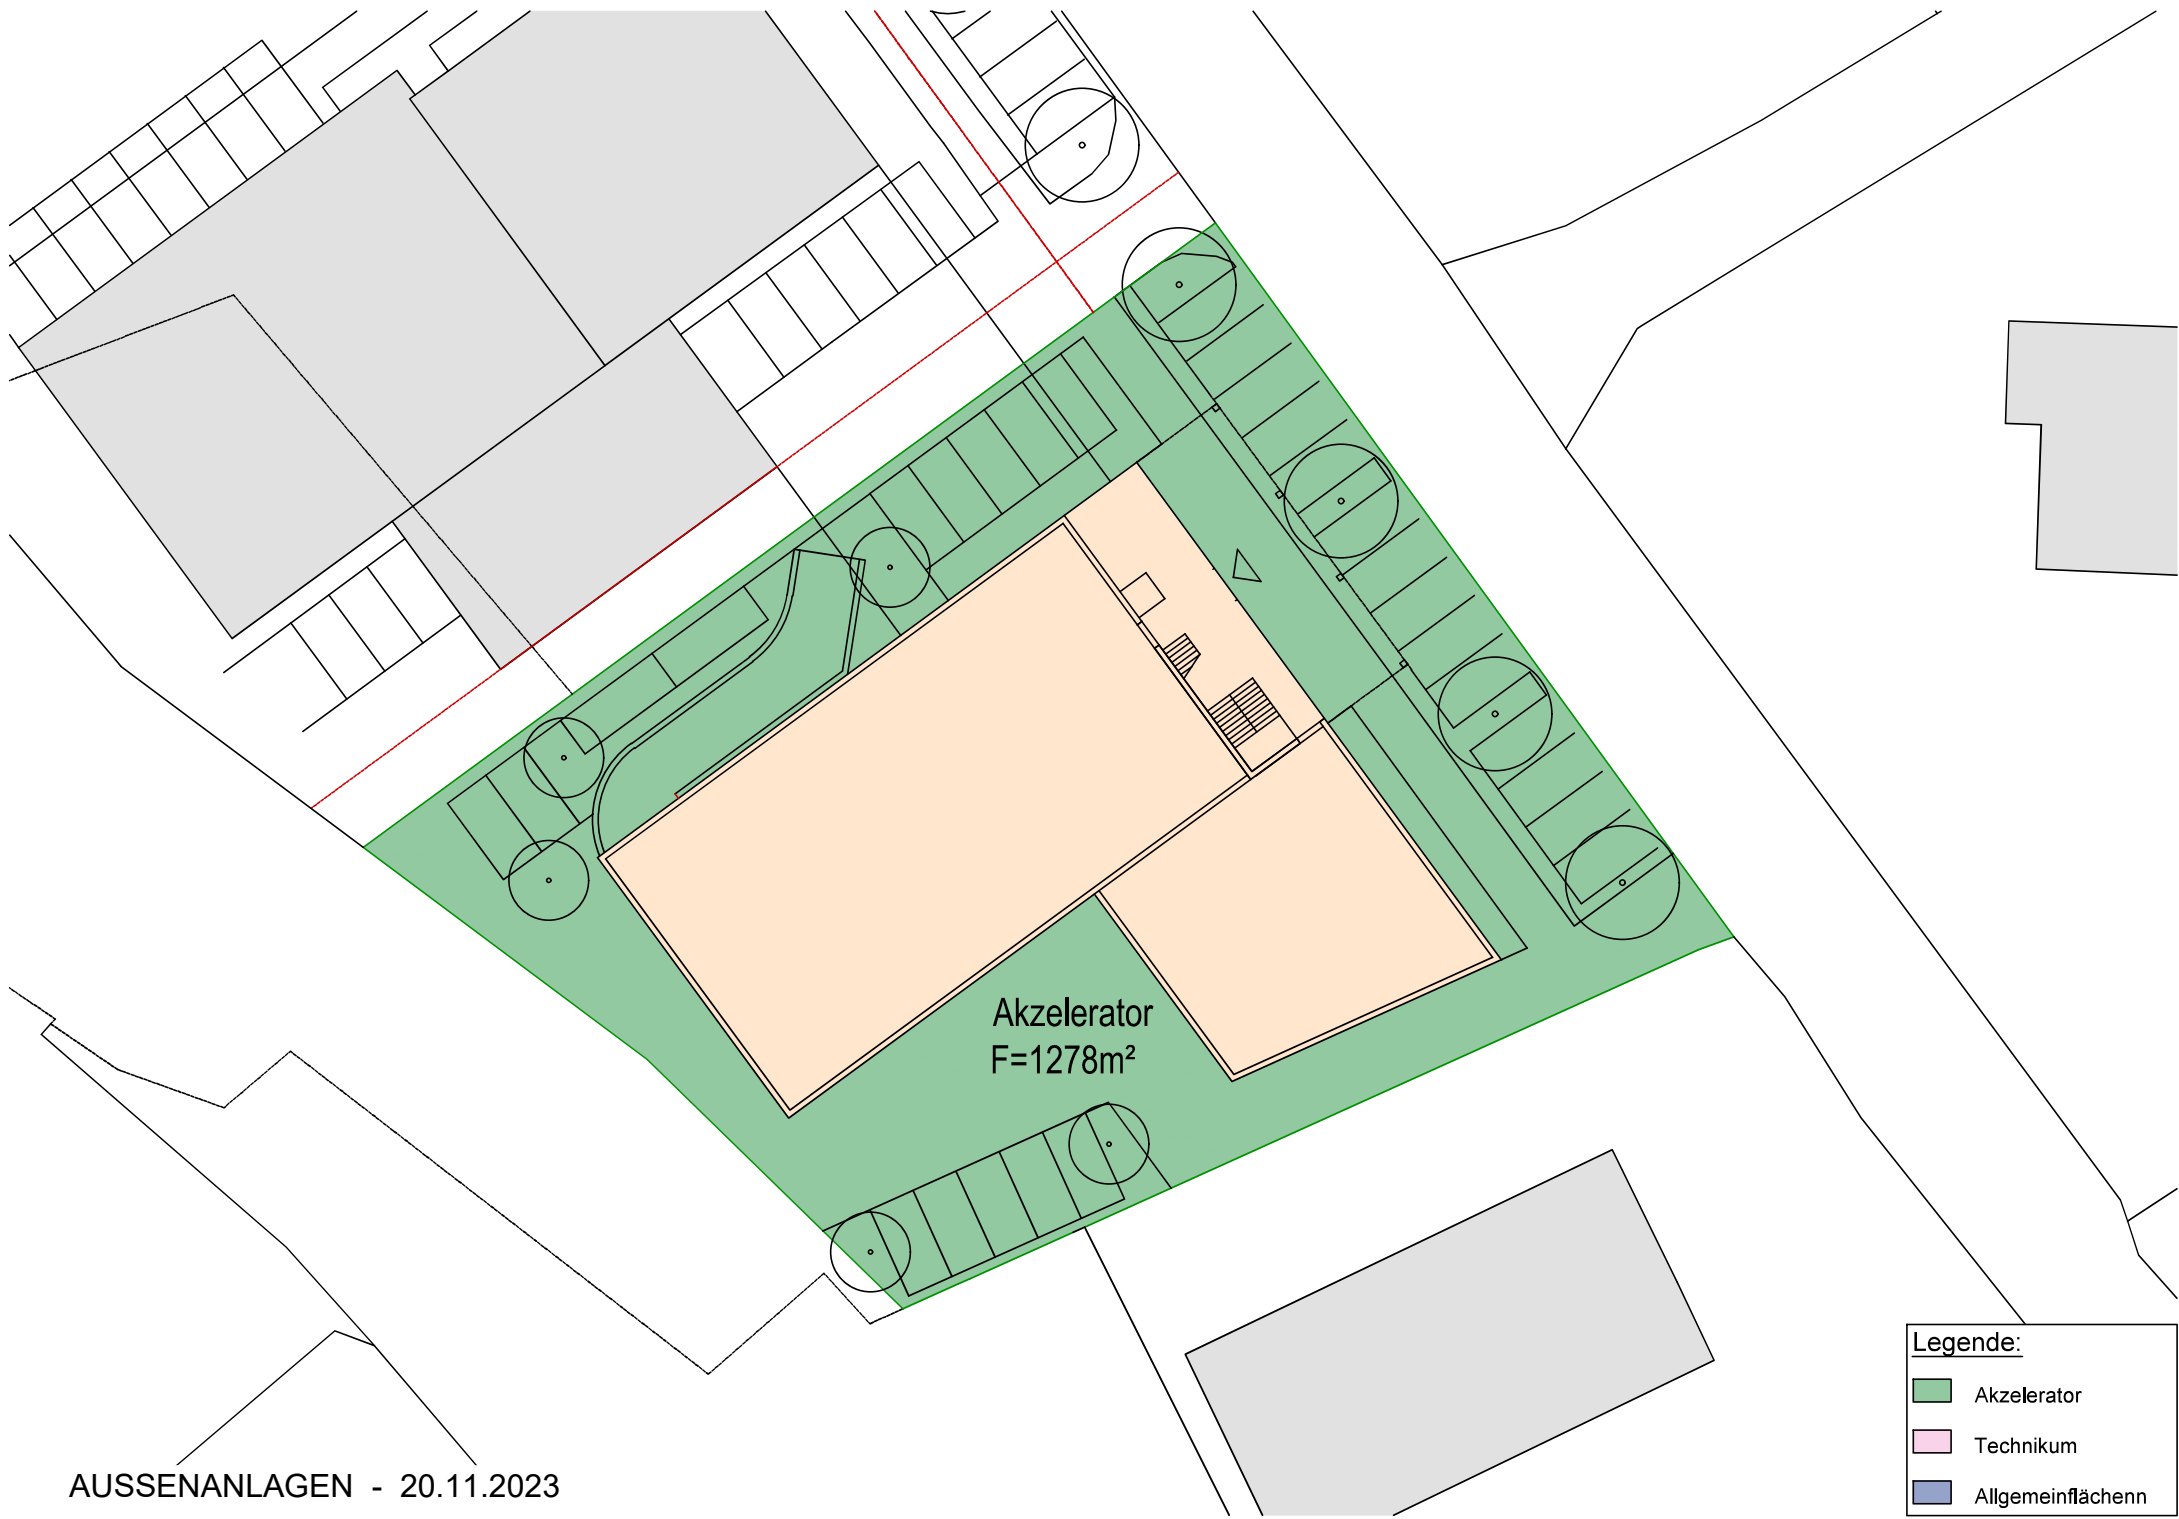 Akzelerator
F=1278m²
Legende:
Akzelerator
Technikum
Allgemeinflächenn
AUSSENANLAGEN - 20.11.2023